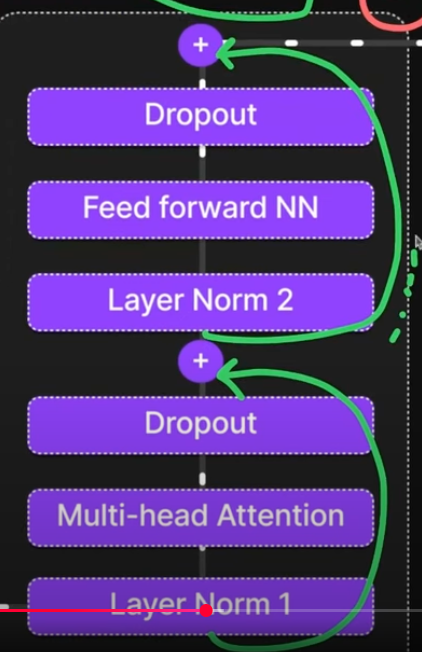 +
Dropout
Feed forward NN
Layer Norm 2
+
Dropout
Multi-head Attention
Layer Norm 1